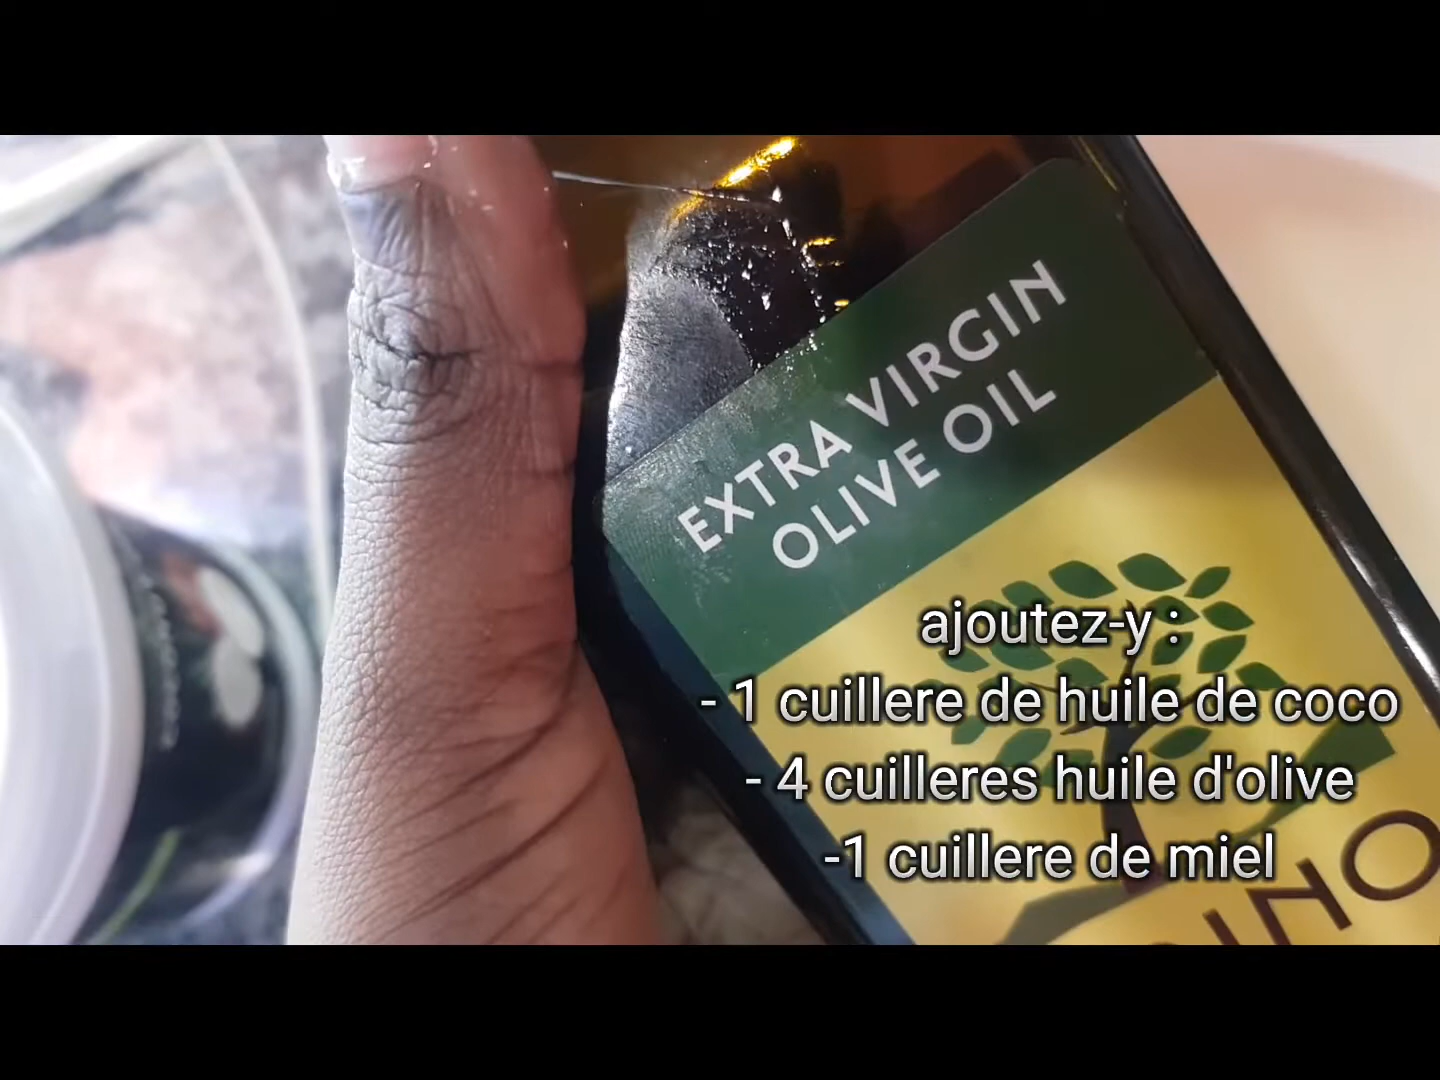 EXTRA VIRGIN
OLIVE OIL
ajoutez-y :
- 1 cuillere de huile de coco
- 4 cuilleres huile d'olive
-1 cuillere de miel